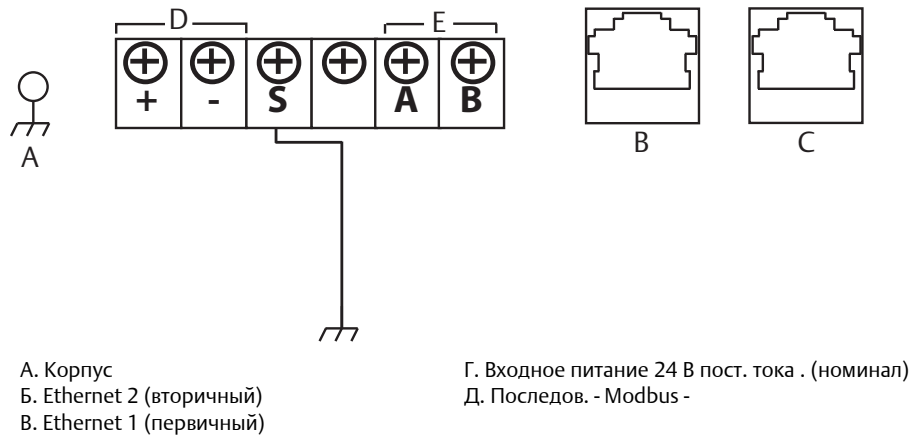 D E
+ - S A B
A B C
А. Корпус
Б. Ethernet 2 (вторичный)
В. Ethernet 1 (первичный)
Г. Входное питание 24 В пост. тока . (номинал)
Д. Последов. - Modbus -